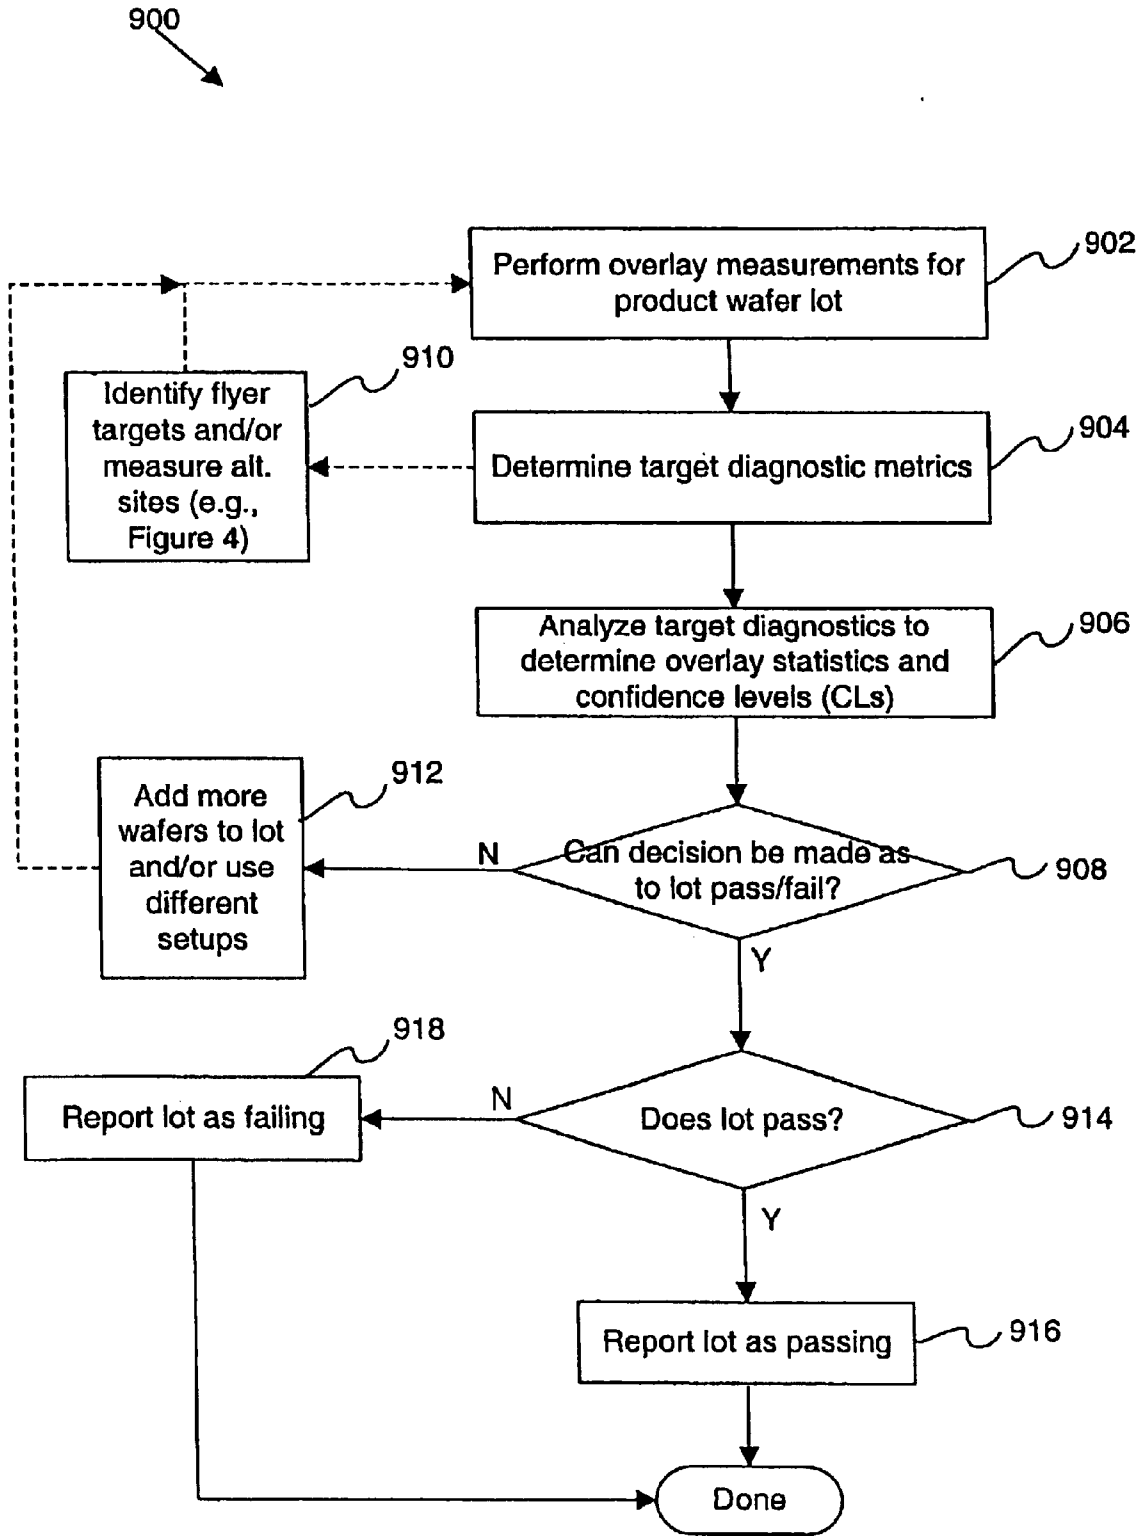 900
Perform overlay measurements for
product wafer lot
902
910
Identify flyer
targets and/or
measure alt.
sites (e.g.,
Figure 4)
Determine target diagnostic metrics
904
Analyze target diagnostics to
determine overlay statistics and
confidence levels (CLs)
906
912
Add more
wafers to lot
and/or use
different
setups
N
Can decision be made as
to lot pass/fail?
908
Y
918
Report lot as failing
N
Does lot pass?
914
Y
Report lot as passing
916
Done